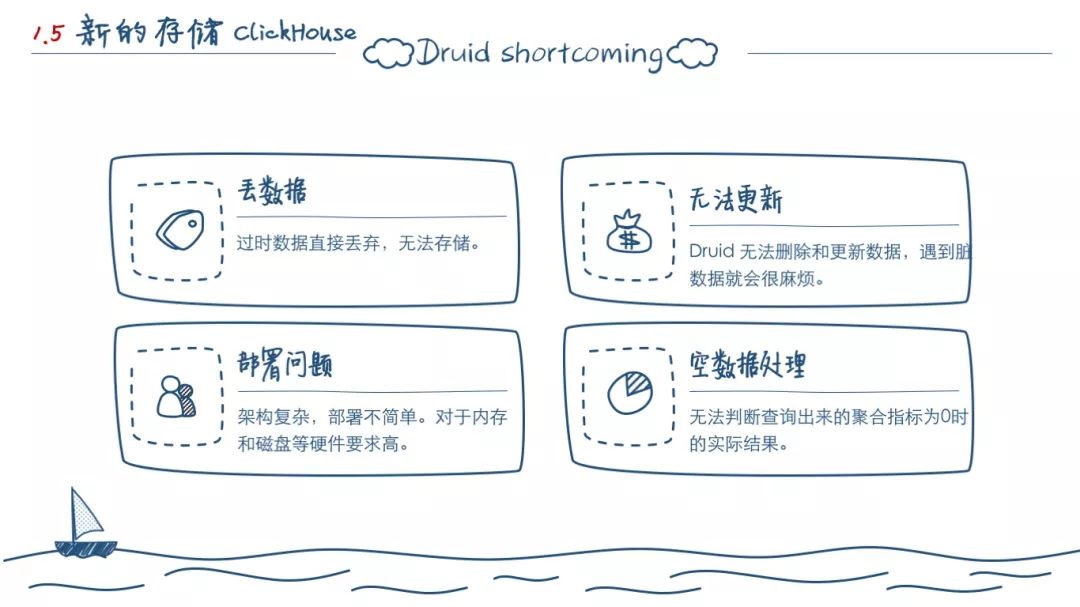 1.5 新的存储 ClickHouse
Druid shortcoming
丢数据
过时数据直接丢弃，无法存储。
无法更新
Druid 无法删除和更新数据，遇到脏
数据就会很麻烦。
部署问题
架构复杂，部署不简单。对于内存
和磁盘等硬件要求高。
空数据处理
无法判断查询出来的聚合指标为0时
的实际结果。